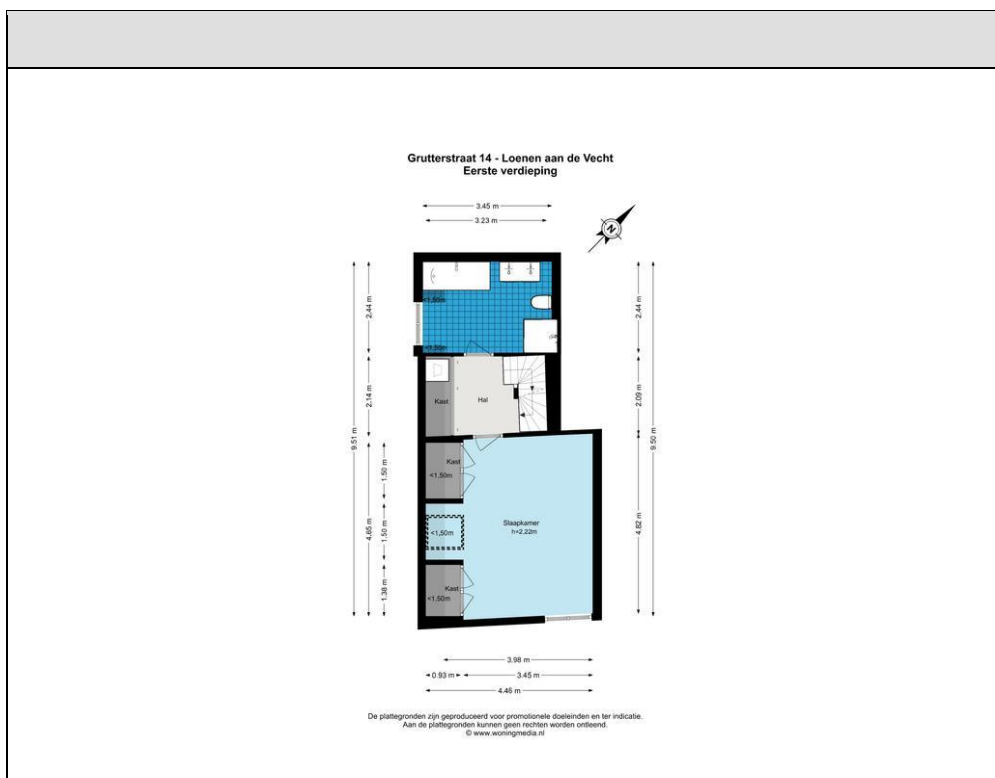 Grutterstraat 14 - Loenen aan de Vecht
Eerste verdieping
3.45 m
3.23 m
N
<1,50m
2.44 m
2.44 m
<1,50m
Kast
Hal
2.14 m
2.09 m
9.51 m
9.50 m
Kast
<1,50m
1.50 m
Slaapkamer
h=2,22m
<1,50m
4.65 m
1.50 m
4.82 m
Kast
<1,50m
1.38 m
3.98 m
0.93 m
3.45 m
4.46 m
De plattegronden zijn geproduceerd voor promotionele doeleinden en ter indicatie.
Aan de plattegronden kunnen geen rechten worden ontleend.
© www.woningmedia.nl